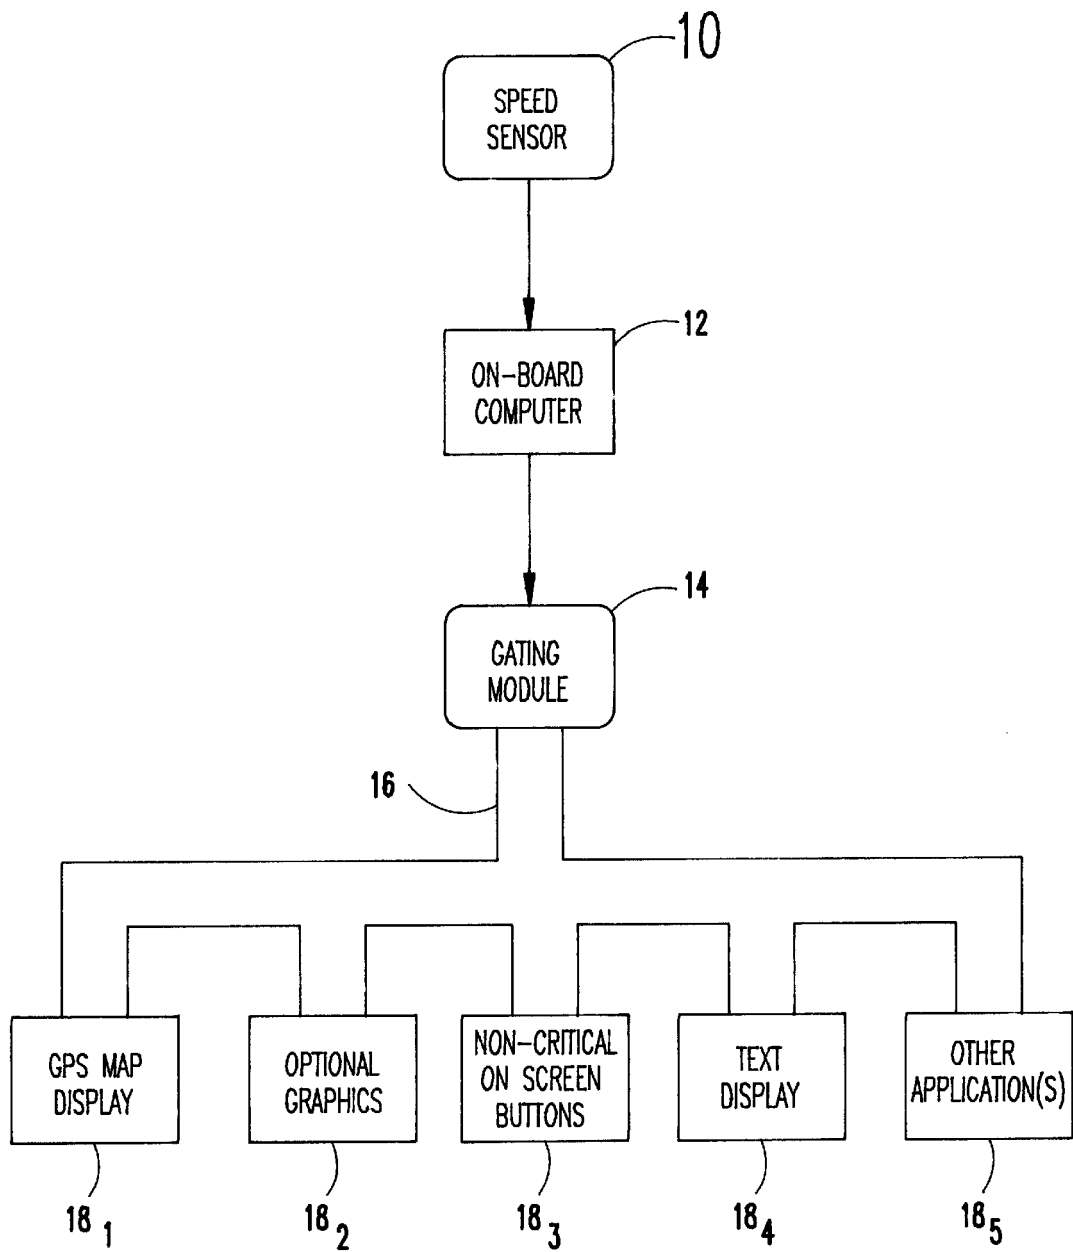 10
SPEED
SENSOR
12
ON-BOARD
COMPUTER
14
GATING
MODULE
16
GPS MAP
DISPLAY
OPTIONAL
GRAPHICS
NON-CRITICAL
ON SCREEN
BUTTONS
TEXT
DISPLAY
OTHER
APPLICATION(S)
18 1
18 2
18 3
18 4
18 5